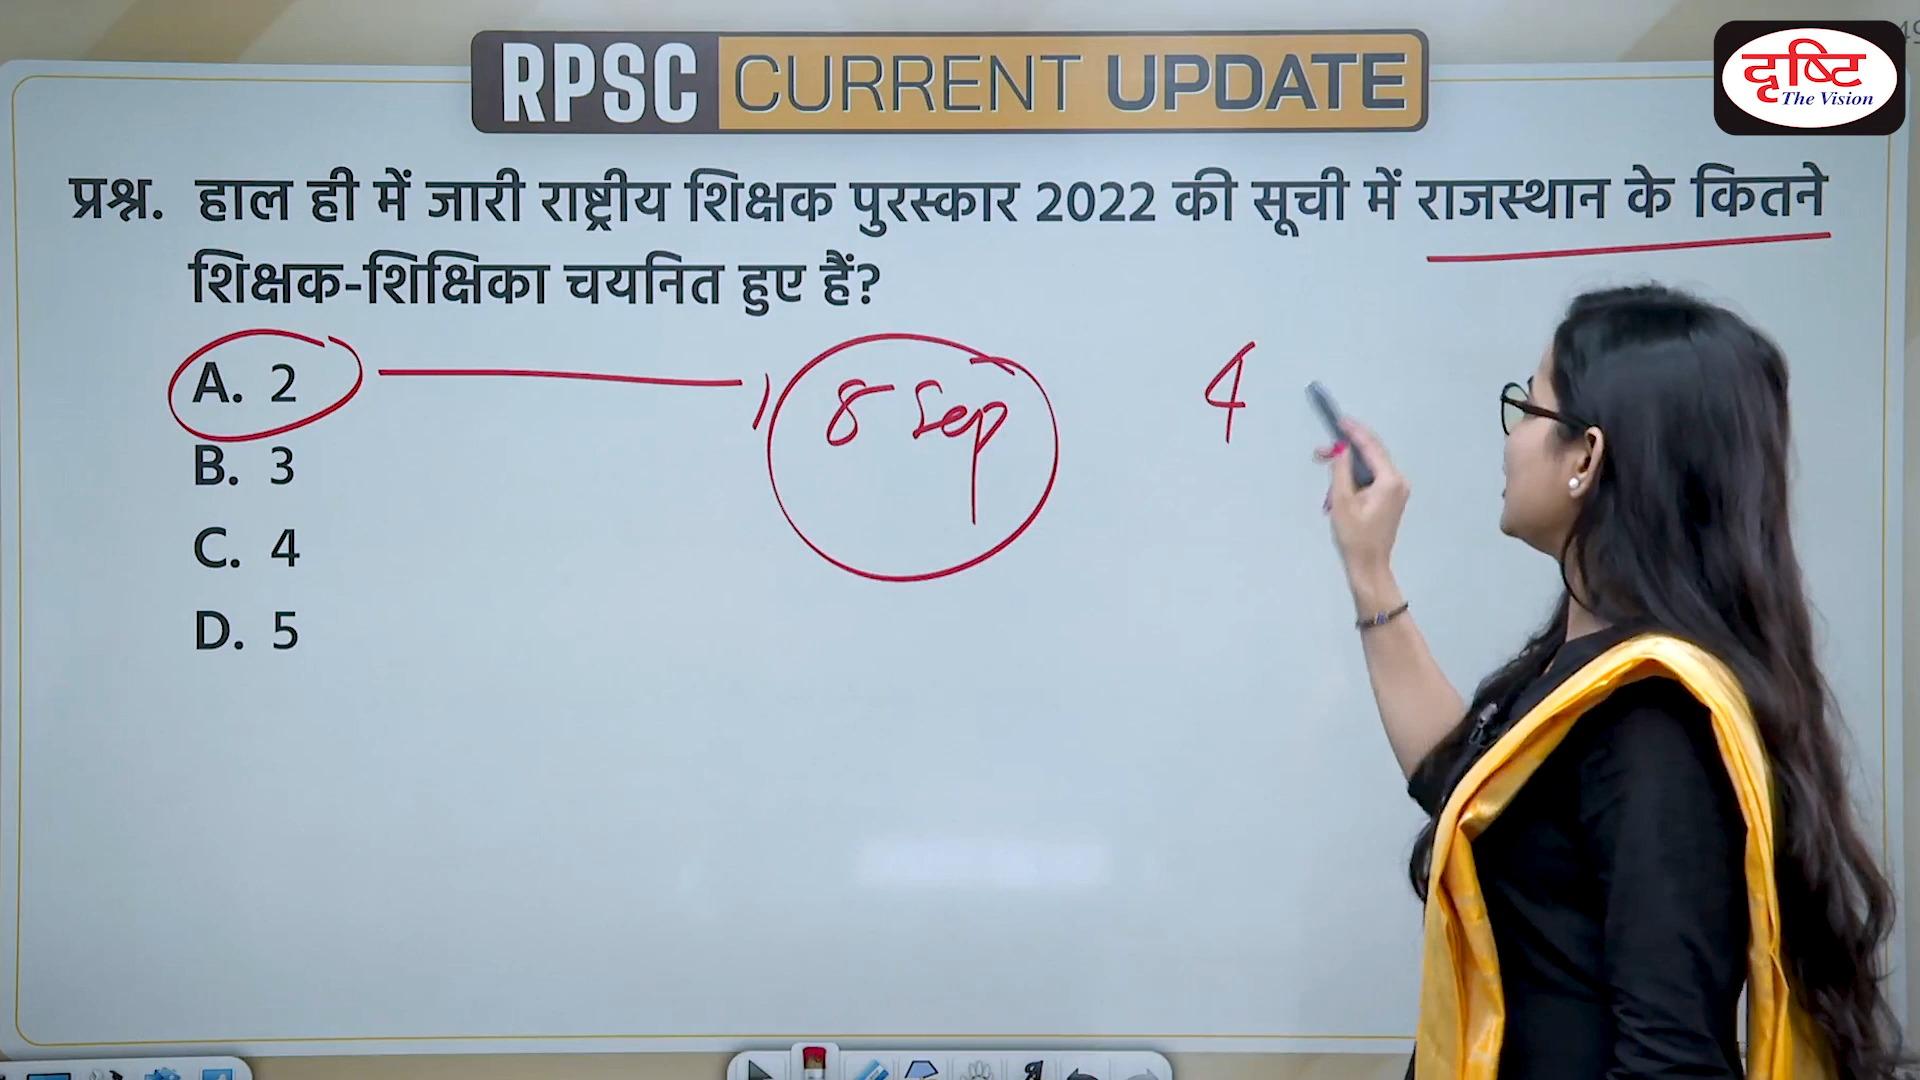 RPSC CURRENT UPDATE
दृष्टि
The Vision
प्रश्न. हाल ही में जारी राष्ट्रीय शिक्षक पुरस्कार 2022 की सूची में राजस्थान के कितने
शिक्षक-शिक्षिका चयनित हुए हैं?
A. 2
8 Sep
4
B. 3
C. 4
D. 5